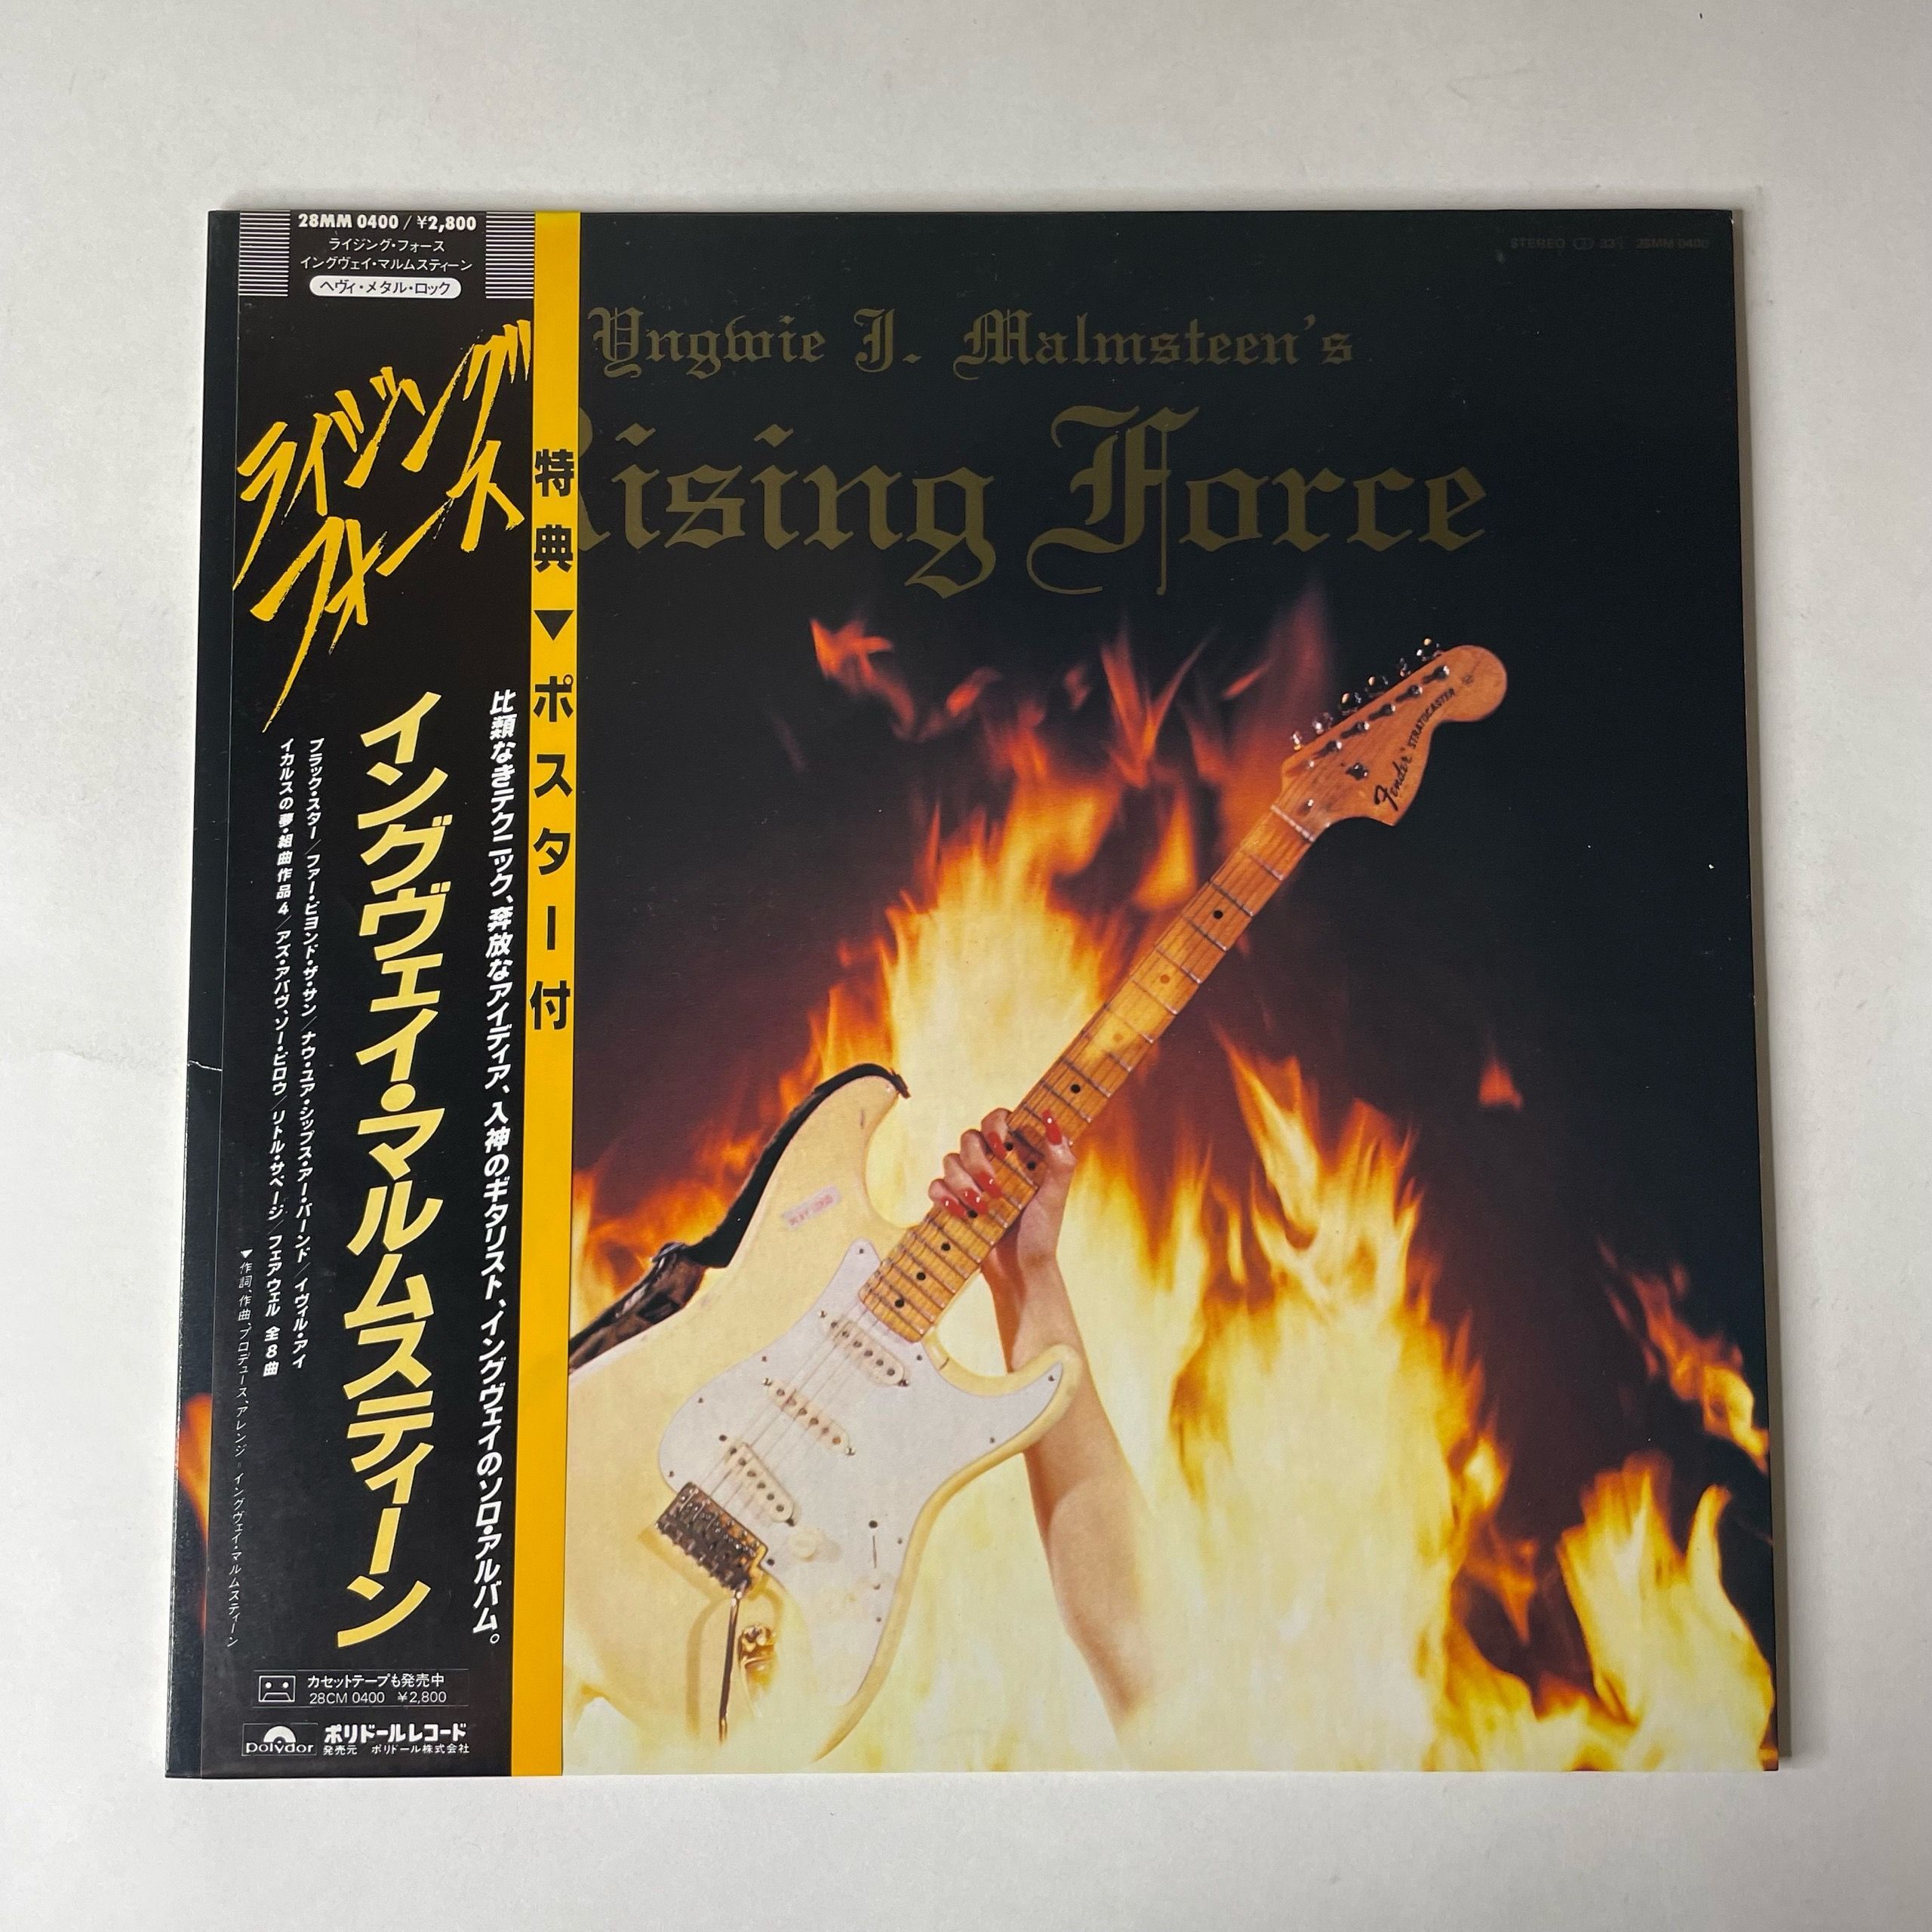 28MM 0400 / ¥2,800
ライジング・フォース
イングヴェイ・マルムスティーン
ヘヴィ・メタル・ロック
ライジング
フォース
特典▼ポスター付
比類なきテクニック、奔放なアイディア、入神のギタリスト、イングヴェイのソロ・アルバム。
イングヴェイ・マルムスティーン
ブラック・スター/ファー・ビヨンド・ザ・サン/ナウ・ユア・シップス・アー・バーンド/イヴィル・アイ
イカルスの夢・組曲作品4/アズ・アバヴ、ソー・ビロウ/リトル・サベージ/フェアウェル 全8曲
▼作詞、作曲、プロデュース、アレンジ=イングヴェイ・マルムスティーン
カセットテープも発売中
28CM 0400 ¥2,800
polydor
ポリドールレコード
発売元 ポリドール株式会社
STEREO 33⅓ 28MM 0400
Yngwie J. Malmsteen's
Rising Force
Fender STRATOCASTER